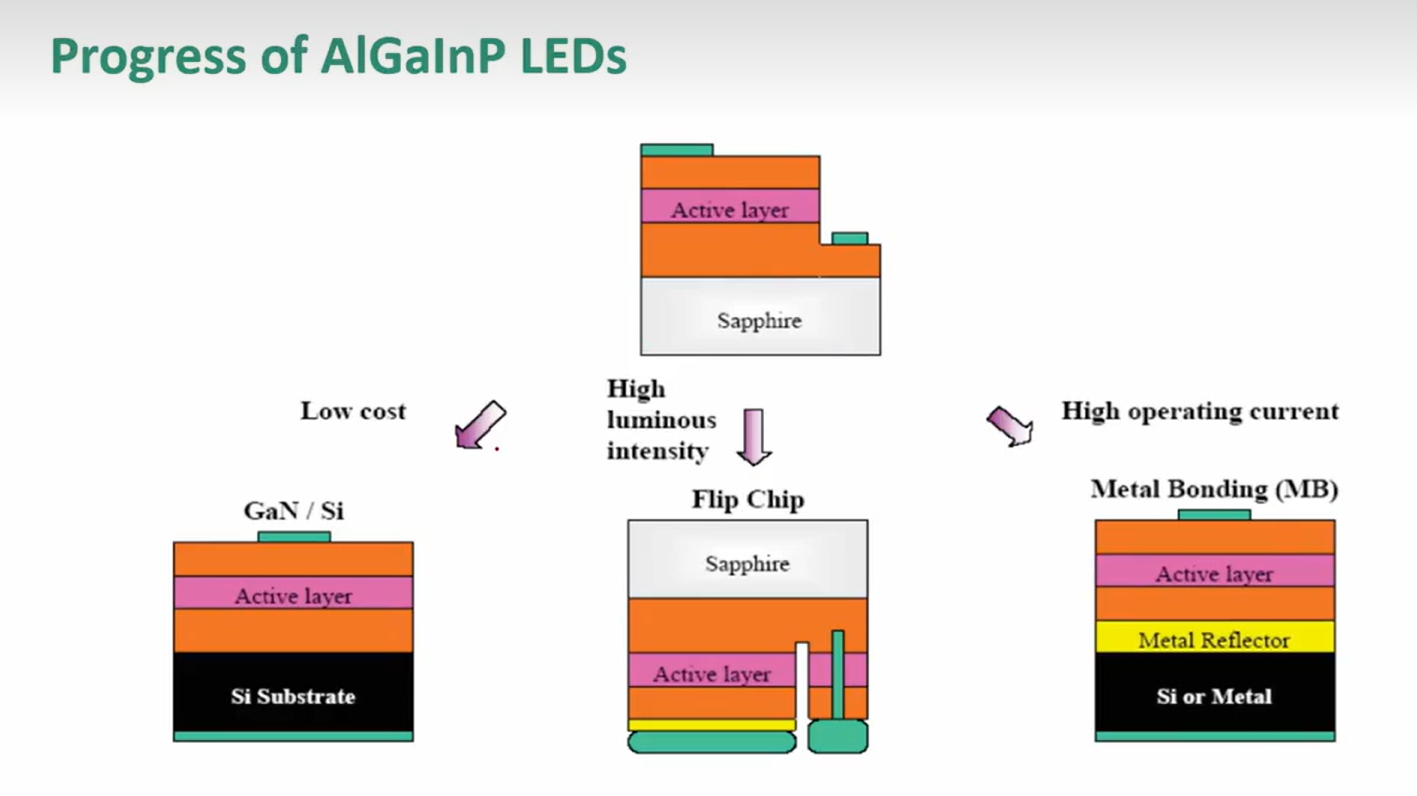 Progress of AlGaInP LEDs
Active layer
Sapphire
Low cost
High
luminous
intensity
High operating current
GaN / Si
Active layer
Si Substrate
Flip Chip
Sapphire
Active layer
Metal Bonding (MB)
Active layer
Metal Reflector
Si or Metal